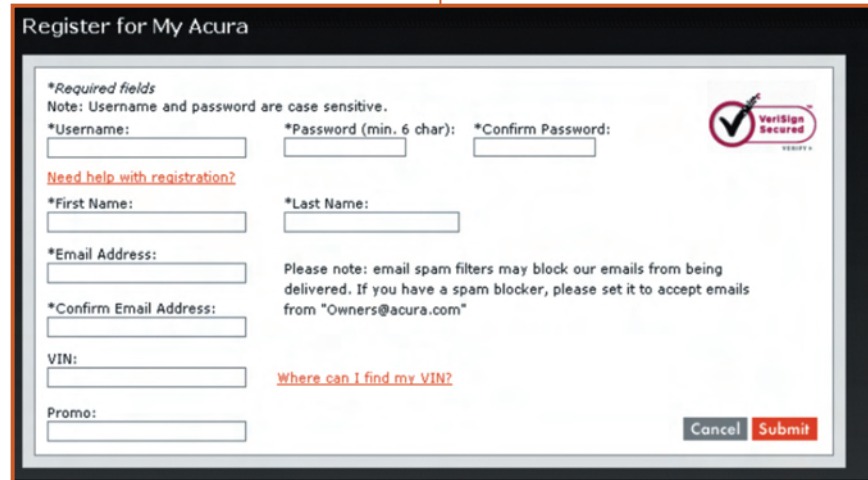 Register for My Acura
*Required fields
Note: Username and password are case sensitive.
*Username: *Password (min. 6 char): *Confirm Password:
VeriSign™
Secured
VERIFY>
Need help with registration?
*First Name: *Last Name:
*Email Address:
Please note: email spam filters may block our emails from being
delivered. If you have a spam blocker, please set it to accept emails
from "Owners@acura.com"
*Confirm Email Address:
VIN:
Where can I find my VIN?
Promo:
Cancel Submit